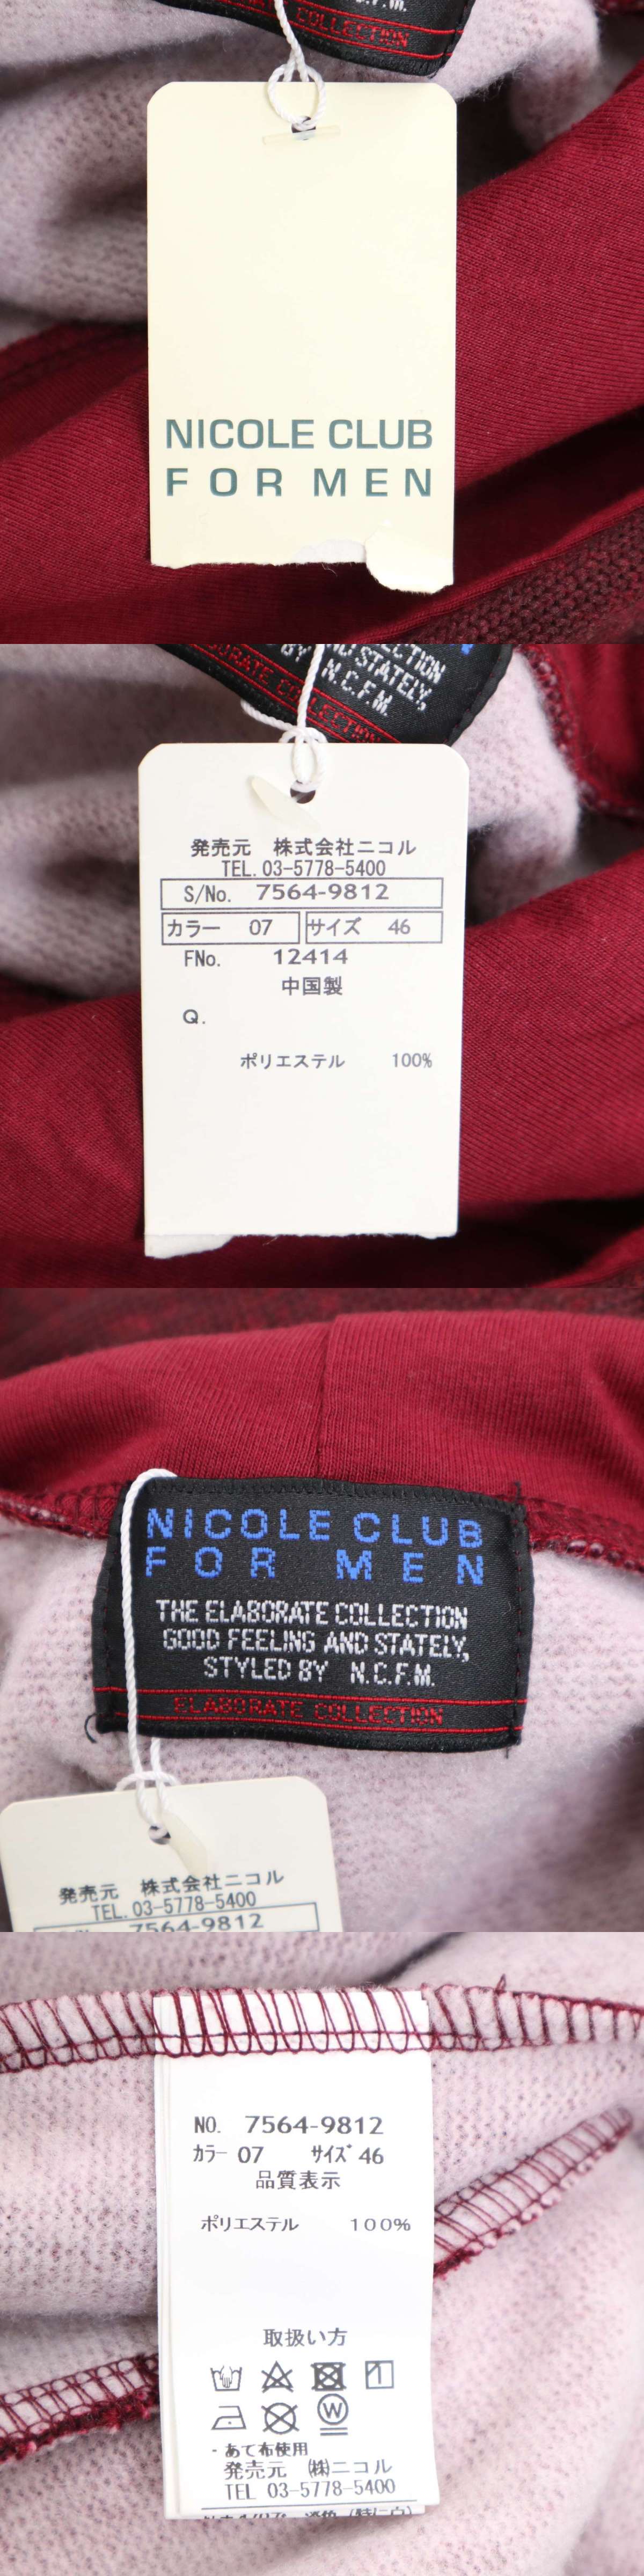 COLLECTION
NICOLE CLUB
FOR MEN
COLLECTION
STATELY,
BY N.C.F.M.
COLLECTION
発売元 株式会社ニコル
TEL.03-5778-5400
S/No. 7564-9812
カラー 07 サイズ 46
FNo. 12414
中国製
Q.
ポリエステル 100%
NICOLE CLUB
FOR MEN
THE ELABORATE COLLECTION
GOOD FEELING AND STATELY,
STYLED BY N.C.F.M.
ELABORATE COLLECTION
発売元 株式会社ニコル
TEL.03-5778-5400
7564-9812
NO. 7564-9812
カラー 07 サイズ 46
品質表示
ポリエステル 100%
取扱い方
W
・あて布使用
発売元 ㈱ニコル
TEL 03-5778-5400